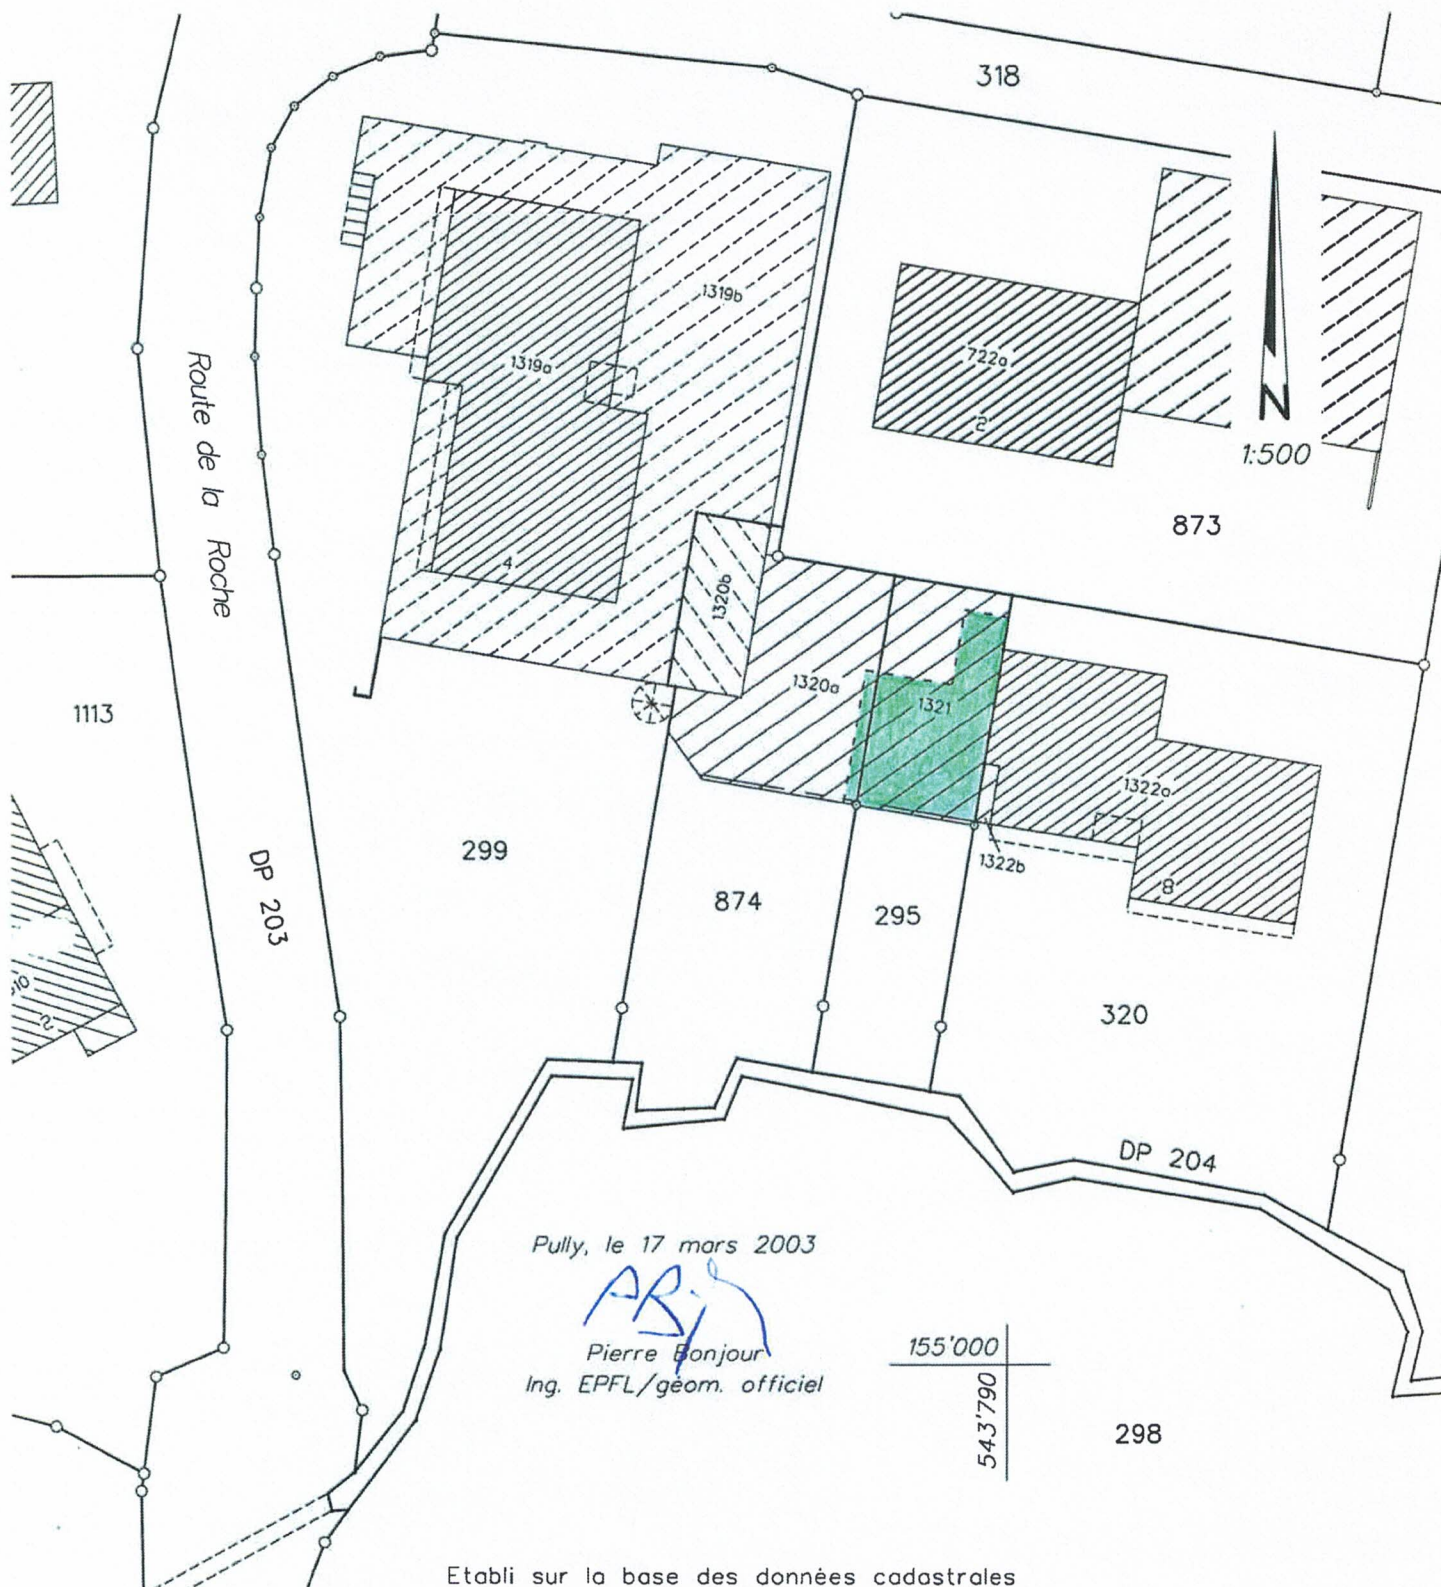 318
1319b
722a
2
1319a
N
1:500
Route de la Roche
873
4
1320b
1320a
1321
1113
1322a
299
1322b
DP 203
874
295
8
2
320
DP 204
Pully, le 17 mars 2003
Pierre Bonjour
Ing. EPFL/géom. officiel
155'000
543'790
298
Etabli sur la base des données cadastrales